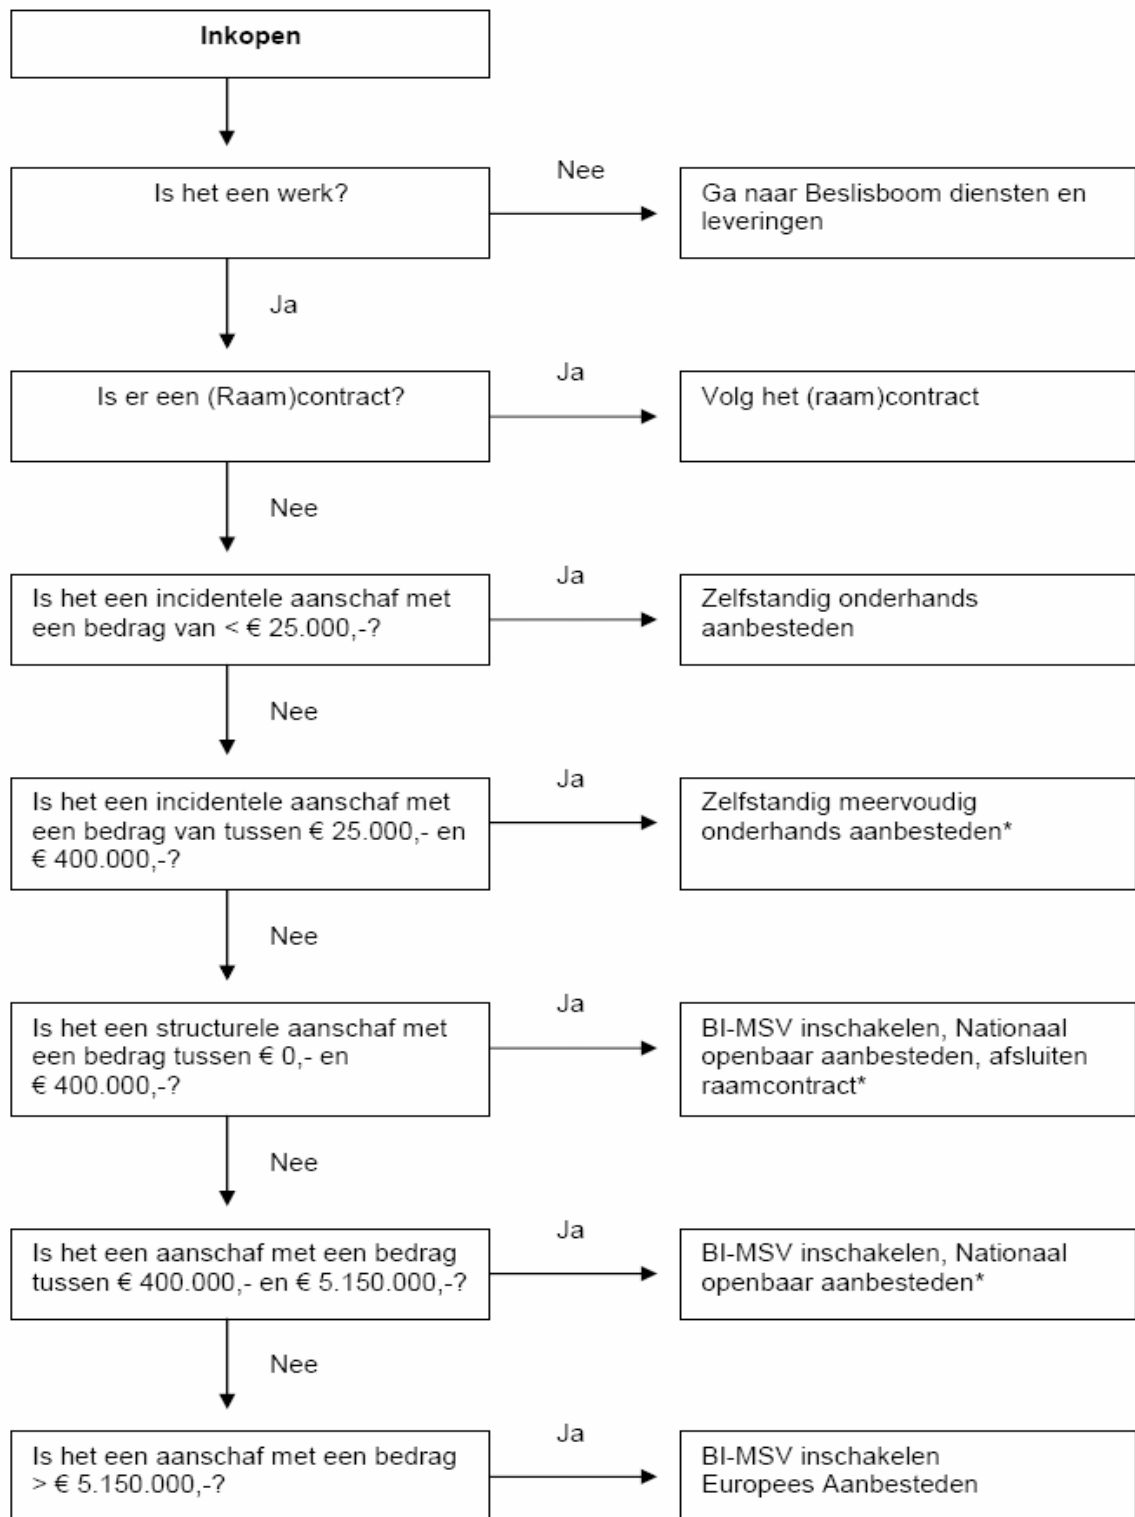 Inkopen
Nee
Is het een werk?
Ga naar Beslisboom diensten en
leveringen
Ja
Ja
Is er een (Raam)contract?
Volg het (raam)contract
Nee
Ja
Is het een incidentele aanschaf met
een bedrag van < € 25.000,-?
Zelfstandig onderhands
aanbesteden
Nee
Ja
Is het een incidentele aanschaf met
een bedrag van tussen € 25.000,- en
€ 400.000,-?
Zelfstandig meervoudig
onderhands aanbesteden*
Nee
Ja
Is het een structurele aanschaf met
een bedrag tussen € 0,- en
€ 400.000,-?
BI-MSV inschakelen, Nationaal
openbaar aanbesteden, afsluiten
raamcontract*
Nee
Ja
Is het een aanschaf met een bedrag
tussen € 400.000,- en € 5.150.000,-?
BI-MSV inschakelen, Nationaal
openbaar aanbesteden*
Nee
Ja
Is het een aanschaf met een bedrag
> € 5.150.000,-?
BI-MSV inschakelen
Europees Aanbesteden